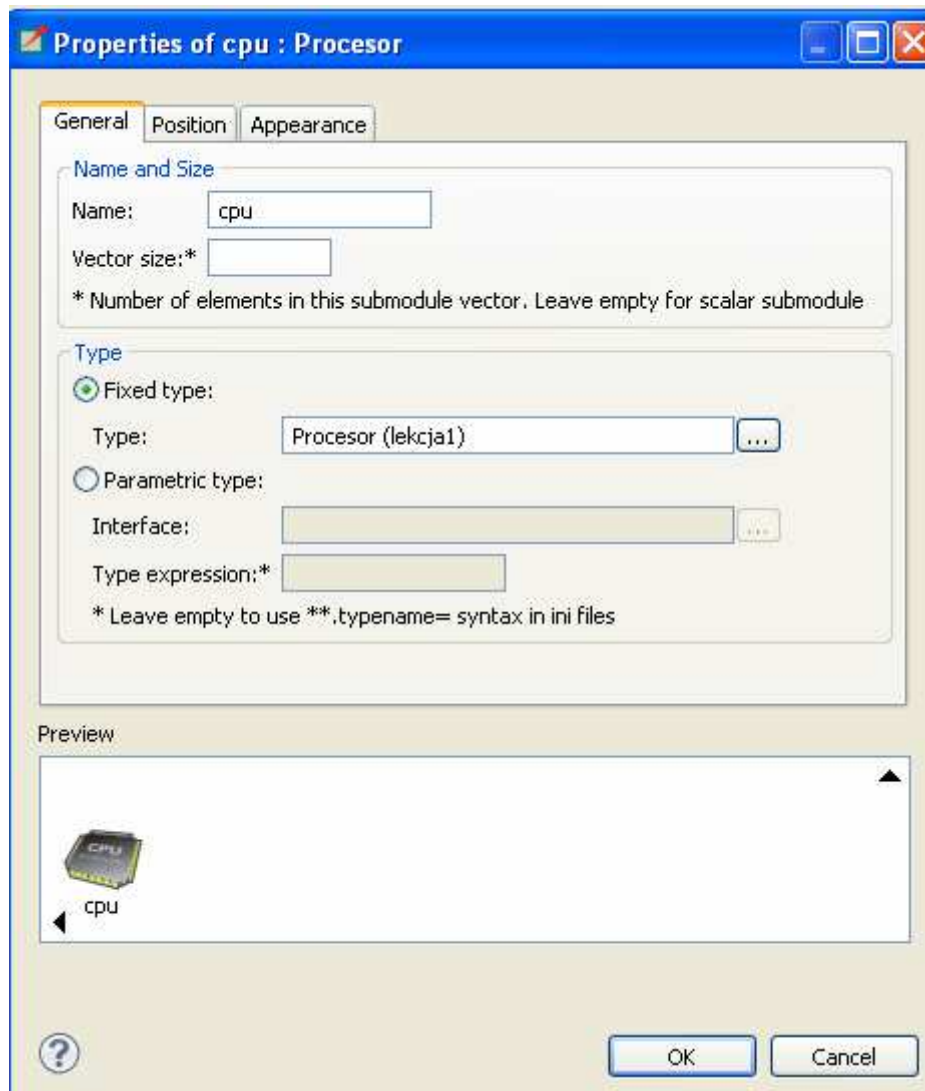 Properties of cpu : Procesor
General Position Appearance
Name and Size
Name: cpu
Vector size:*
* Number of elements in this submodule vector. Leave empty for scalar submodule
Type
Fixed type:
Type: Procesor (lekcja1) ...
Parametric type:
Interface: ...
Type expression:*
* Leave empty to use **.typename= syntax in ini files
Preview
CPU
cpu
? OK Cancel